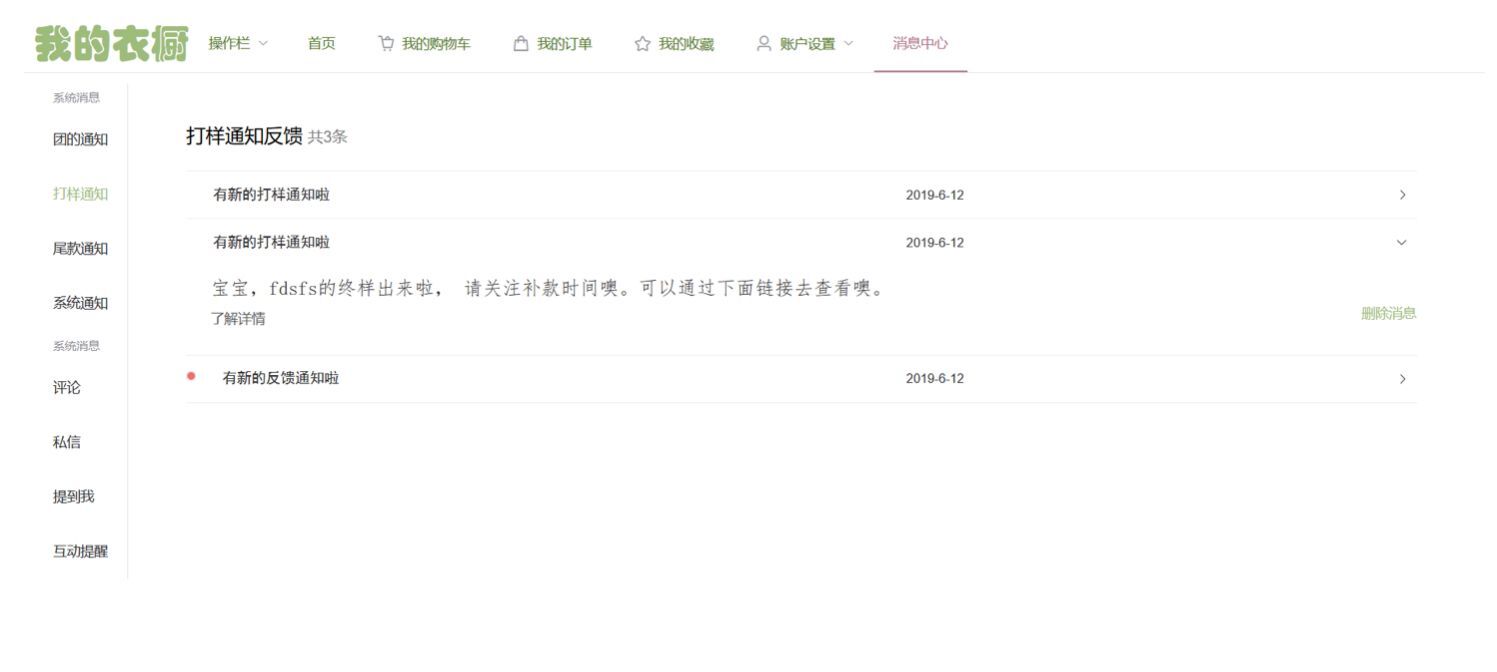 我的衣橱 操作栏 首页 我的购物车 我的订单 我的收藏 账户设置 消息中心
系统消息
团的通知
打样通知
尾款通知
系统通知
系统消息
评论
私信
提到我
互动提醒
打样通知反馈 共3条
有新的打样通知啦 2019-6-12
有新的打样通知啦 2019-6-12
宝宝，fdsfs的终样出来啦， 请关注补款时间噢。可以通过下面链接去查看噢。
了解详情
删除消息
有新的反馈通知啦 2019-6-12